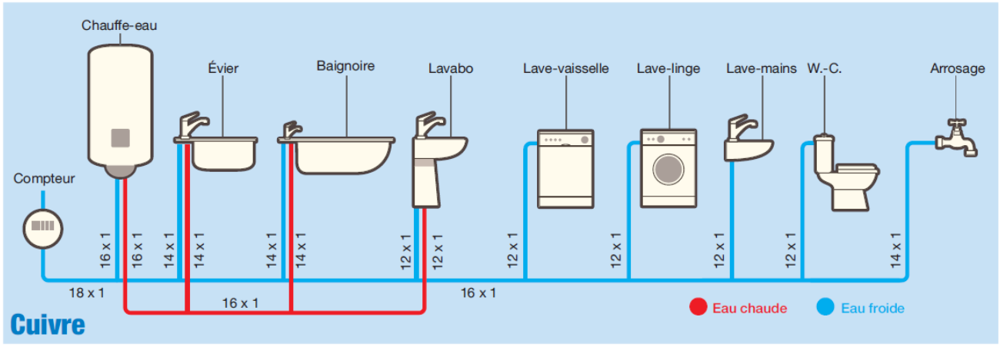 Chauffe-eau
Évier
Baignoire
Lavabo
Lave-vaisselle
Lave-linge
Lave-mains
W.-C.
Arrosage
Compteur
16 x 1
16 x 1
14 x 1
14 x 1
14 x 1
14 x 1
12 x 1
12 x 1
12 x 1
12 x 1
12 x 1
12 x 1
14 x 1
18 x 1
16 x 1
16 x 1
Eau chaude
Eau froide
Cuivre